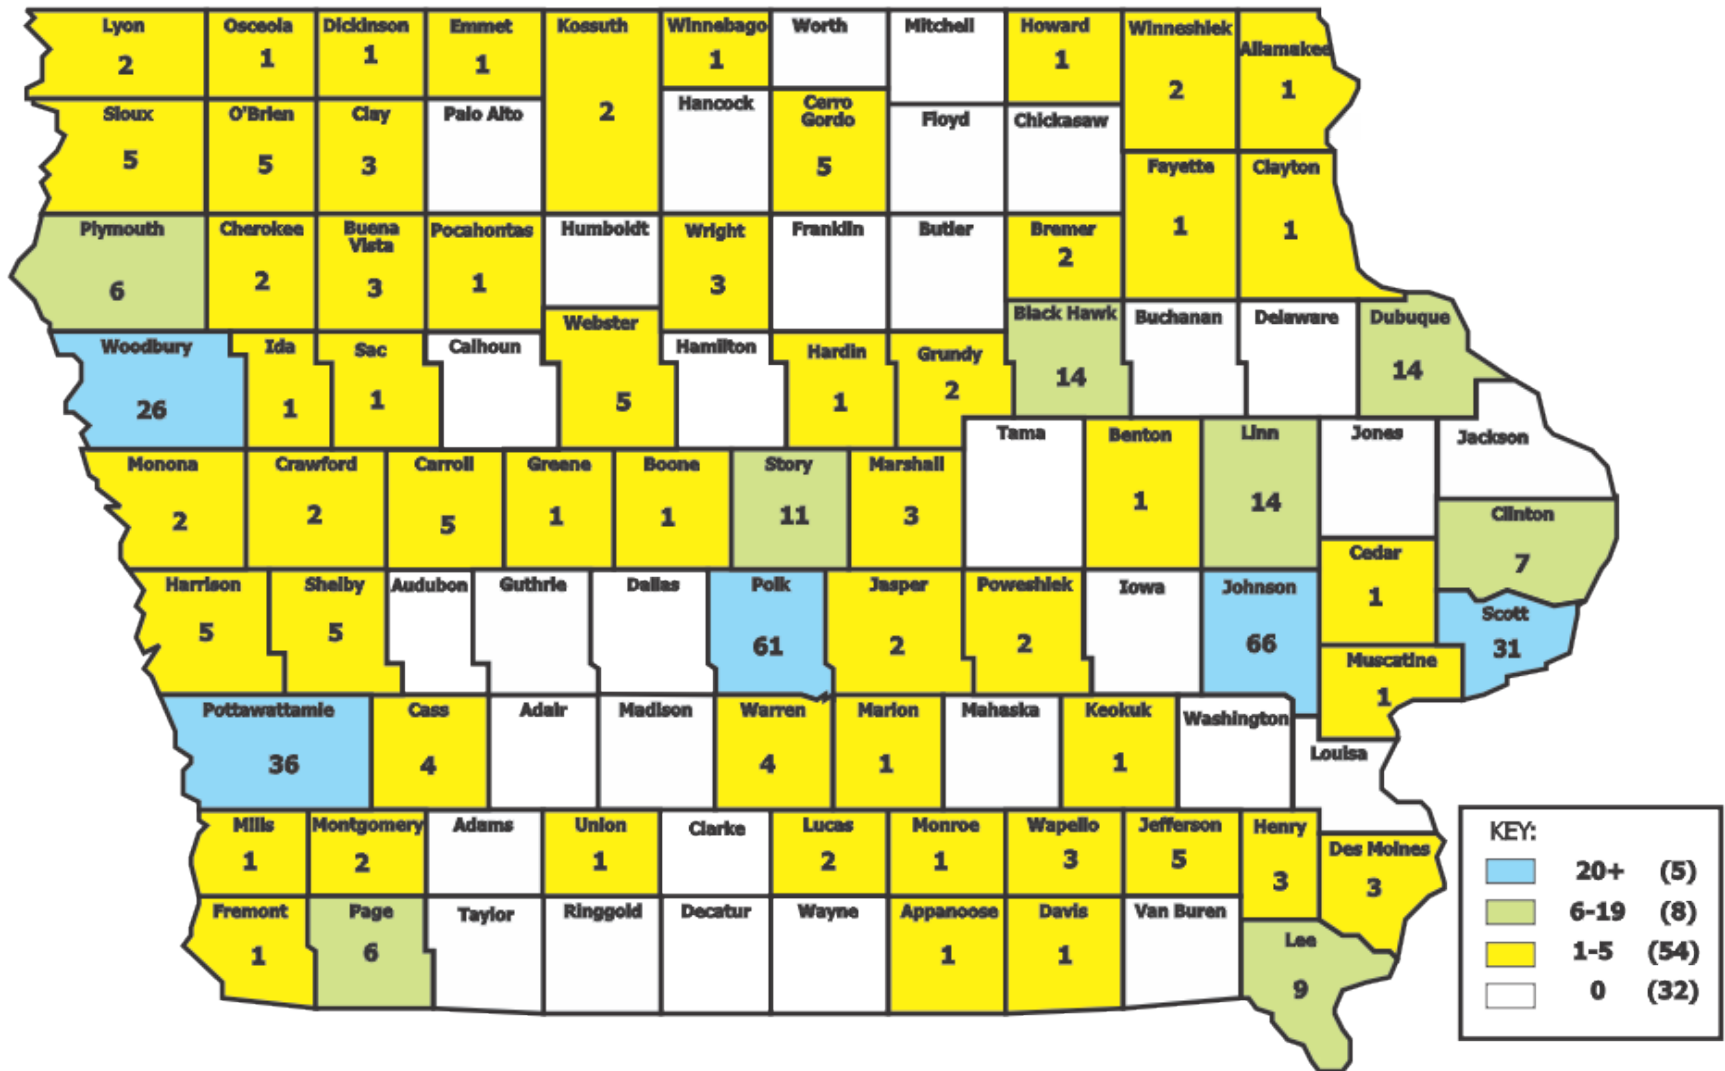 Lyon
2
Osceola
1
Dickinson
1
Emmet
1
Kossuth
2
Winnebago
1
Worth
Mitchell
Howard
1
Winneshiek
2
Allamakee
1
Sioux
5
O'Brien
5
Clay
3
Palo Alto
Hancock
Cerro
Gordo
5
Floyd
Chickasaw
Fayette
1
Clayton
1
Plymouth
6
Cherokee
2
Buena
Vista
3
Pocahontas
1
Humboldt
Wright
3
Franklin
Butler
Bremer
2
Woodbury
26
Ida
1
Sac
1
Calhoun
Webster
5
Hamilton
Hardin
1
Grundy
2
Black Hawk
14
Buchanan
Delaware
Dubuque
14
Monona
2
Crawford
2
Carroll
5
Greene
1
Boone
1
Story
11
Marshall
3
Tama
Benton
1
Linn
14
Jones
Jackson
Clinton
7
Harrison
5
Shelby
5
Audubon
Guthrie
Dallas
Polk
61
Jasper
2
Poweshiek
2
Iowa
Johnson
66
Cedar
1
Scott
31
Muscatine
1
Pottawattamie
36
Cass
4
Adair
Madison
Warren
4
Marion
1
Mahaska
Keokuk
1
Washington
Louisa
Mills
1
Montgomery
2
Adams
Union
1
Clarke
Lucas
2
Monroe
1
Wapello
3
Jefferson
5
Henry
3
Des Moines
3
Fremont
1
Page
6
Taylor
Ringgold
Decatur
Wayne
Appanoose
1
Davis
1
Van Buren
Lee
9
KEY:
20+ (5)
6-19 (8)
1-5 (54)
0 (32)